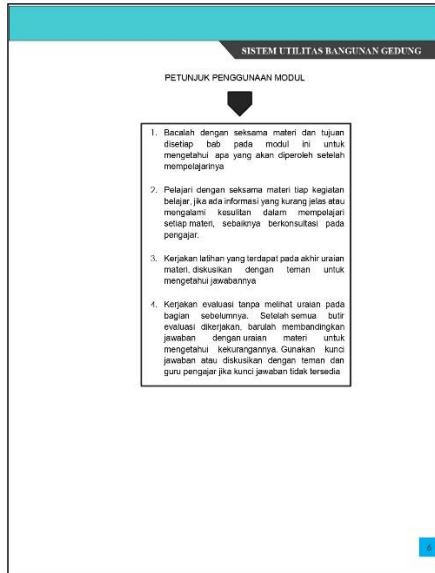 SISTEM UTILITAS BANGUNAN GEDUNG
PETUNJUK PENGGUNAAN MODUL
1. Bacalah dengan seksama materi dan tujuan
disetiap bab pada modul ini untuk
mengetahui apa yang akan diperoleh setelah
mempelajarinya
2. Pelajari dengan seksama materi tiap kegiatan
belajar, jika ada informasi yang kurang jelas atau
mengalami kesulitan dalam mempelajari
setiap materi, sebaiknya berkonsultasi pada
pengajar.
3. Kerjakan latihan yang terdapat pada akhir uraian
materi, diskusikan dengan teman untuk
mengetahui jawabannya
4. Kerjakan evaluasi tanpa melihat uraian pada
bagian sebelumnya. Setelah semua butir
evaluasi dikerjakan, barulah membandingkan
jawaban dengan uraian materi untuk
mengetahui kekurangannya. Gunakan kunci
jawaban atau diskusikan dengan teman dan
guru pengajar jika kunci jawaban tidak tersedia
6